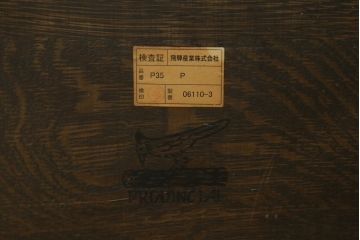 検査証 飛騨産業株式会社
品番 P35 P
検印 製番 06110-3
PROVINCIAL